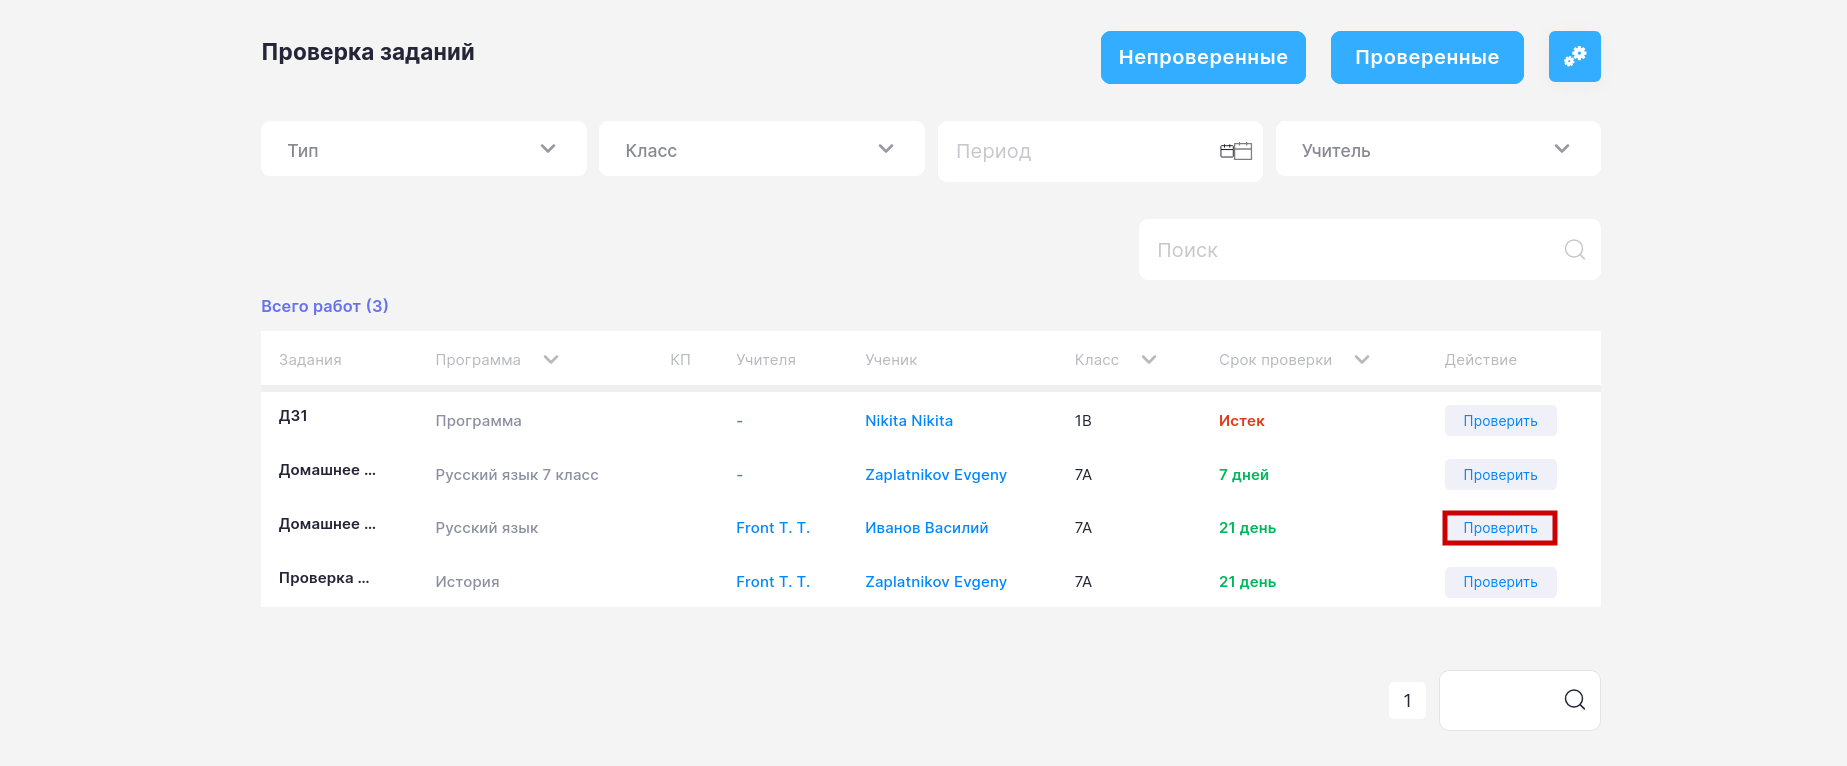 Проверка заданий
Непроверенные
Проверенные
Тип
Класс
Период
Учитель
Поиск
Всего работ (3)
Задания Программа КП Учителя Ученик Класс Срок проверки Действие
ДЗ1 Программа - Nikita Nikita 1В Истек Проверить
Домашнее ... Русский язык 7 класс - Zaplatnikov Evgeny 7А 7 дней Проверить
Домашнее ... Русский язык Front T. T. Иванов Василий 7А 21 день Проверить
Проверка ... История Front T. T. Zaplatnikov Evgeny 7А 21 день Проверить
1